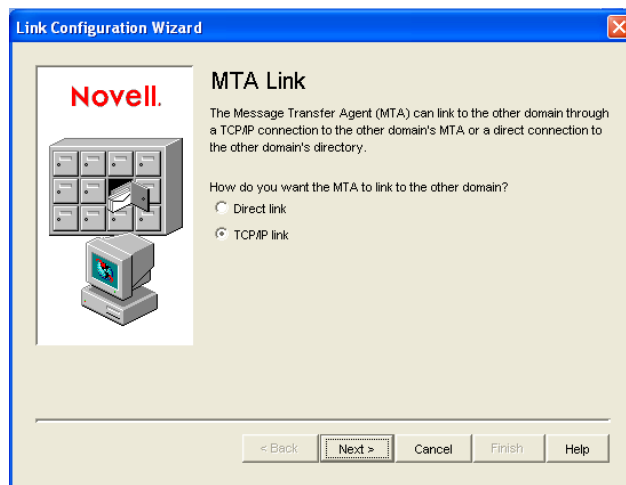 Link Configuration Wizard
Novell.
MTA Link
The Message Transfer Agent (MTA) can link to the other domain through
a TCP/IP connection to the other domain's MTA or a direct connection to
the other domain's directory.
How do you want the MTA to link to the other domain?
Direct link
TCP/IP link
< Back
Next >
Cancel
Finish
Help